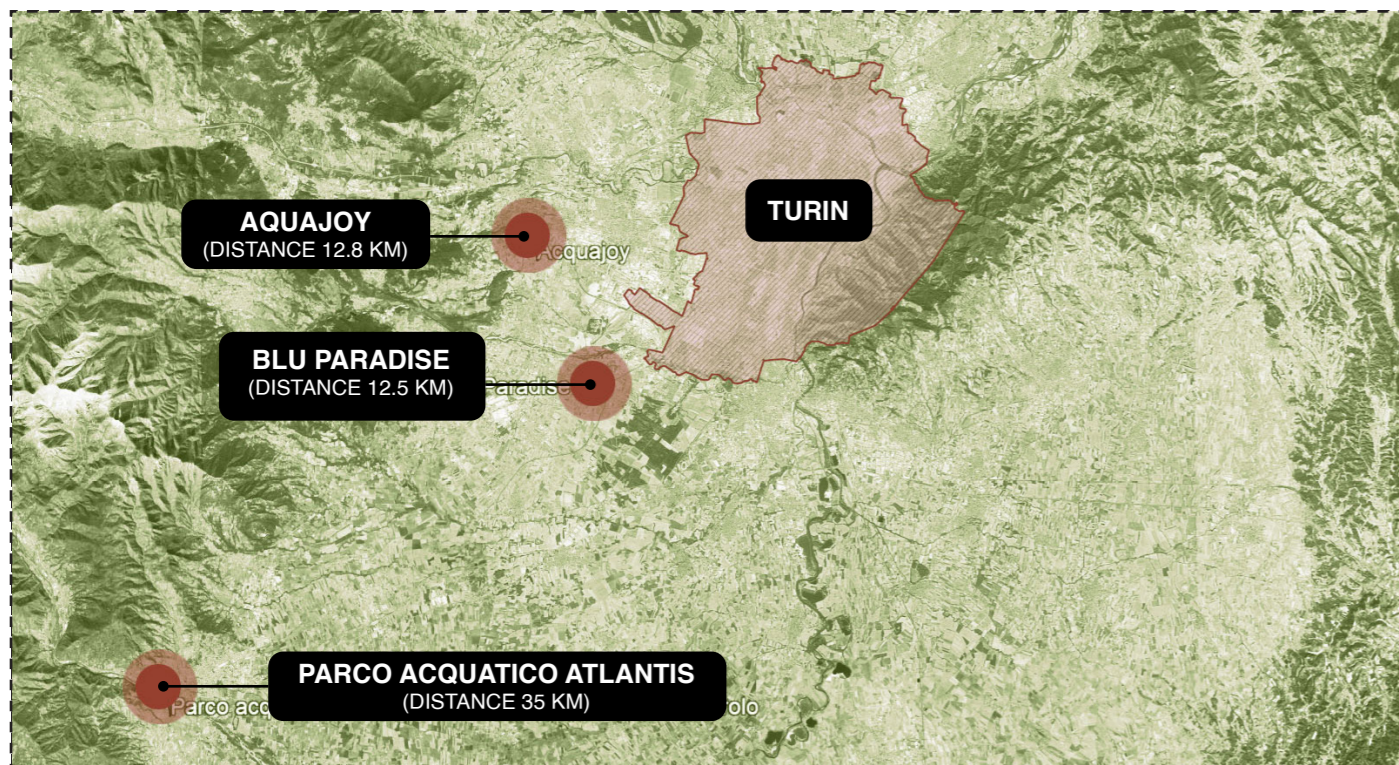 TURIN
AQUAJOY
(DISTANCE 12.8 KM)
Acquajoy
BLU PARADISE
(DISTANCE 12.5 KM)
Paradise
PARCO ACQUATICO ATLANTIS
(DISTANCE 35 KM)
Parco